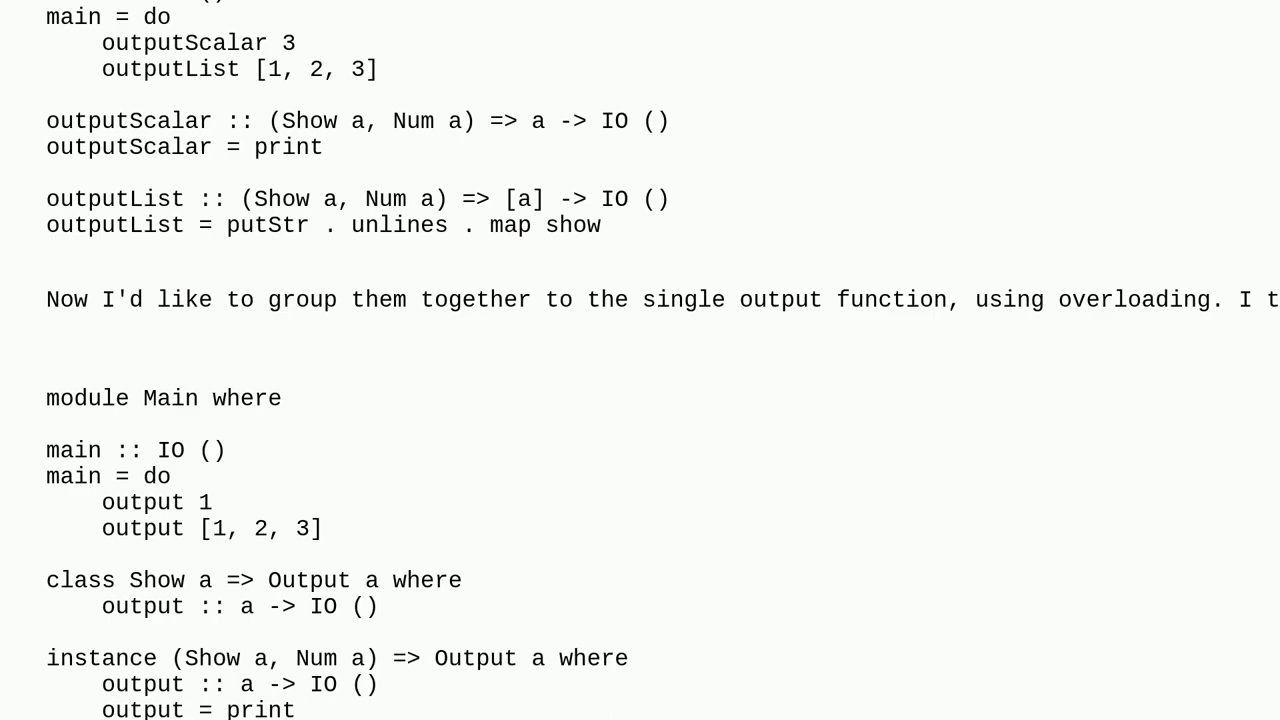 main = do
    outputScalar 3
    outputList [1, 2, 3]

outputScalar :: (Show a, Num a) => a -> IO ()
outputScalar = print

outputList :: (Show a, Num a) => [a] -> IO ()
outputList = putStr . unlines . map show

Now I'd like to group them together to the single output function, using overloading. I

module Main where

main :: IO ()
main = do
    output 1
    output [1, 2, 3]

class Show a => Output a where
    output :: a -> IO ()

instance (Show a, Num a) => Output a where
    output :: a -> IO ()
    output = print